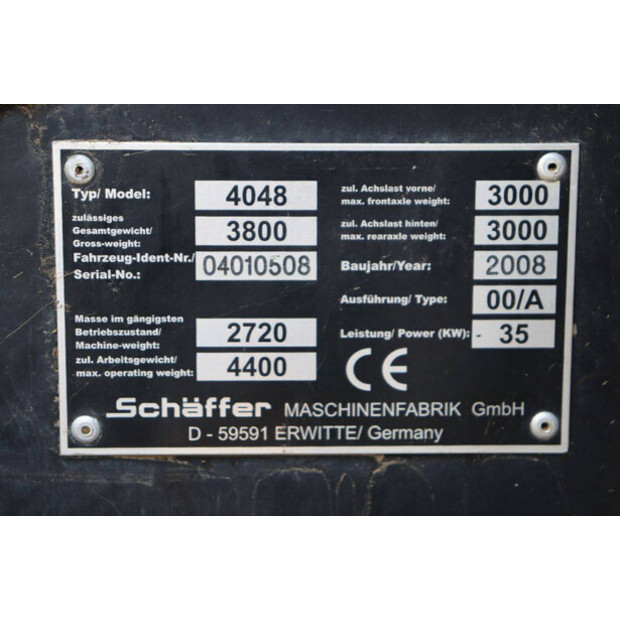 Typ/ Model: 4048
zulässiges
Gesamtgewicht/
Gross-weight: 3800
Fahrzeug-Ident-Nr./
Serial-No.: 04010508
Masse im gängigsten
Betriebszustand/
Machine-weight: 2720
zul. Arbeitsgewicht/
max. operating weight: 4400
zul. Achslast vorne/
max. frontaxle weight: 3000
zul. Achslast hinten/
max. rearaxle weight: 3000
Baujahr/Year: 2008
Ausführung/ Type: 00/A
Leistung/ Power (KW): - 35
CE
Schäffer MASCHINENFABRIK GmbH
D - 59591 ERWITTE/ Germany